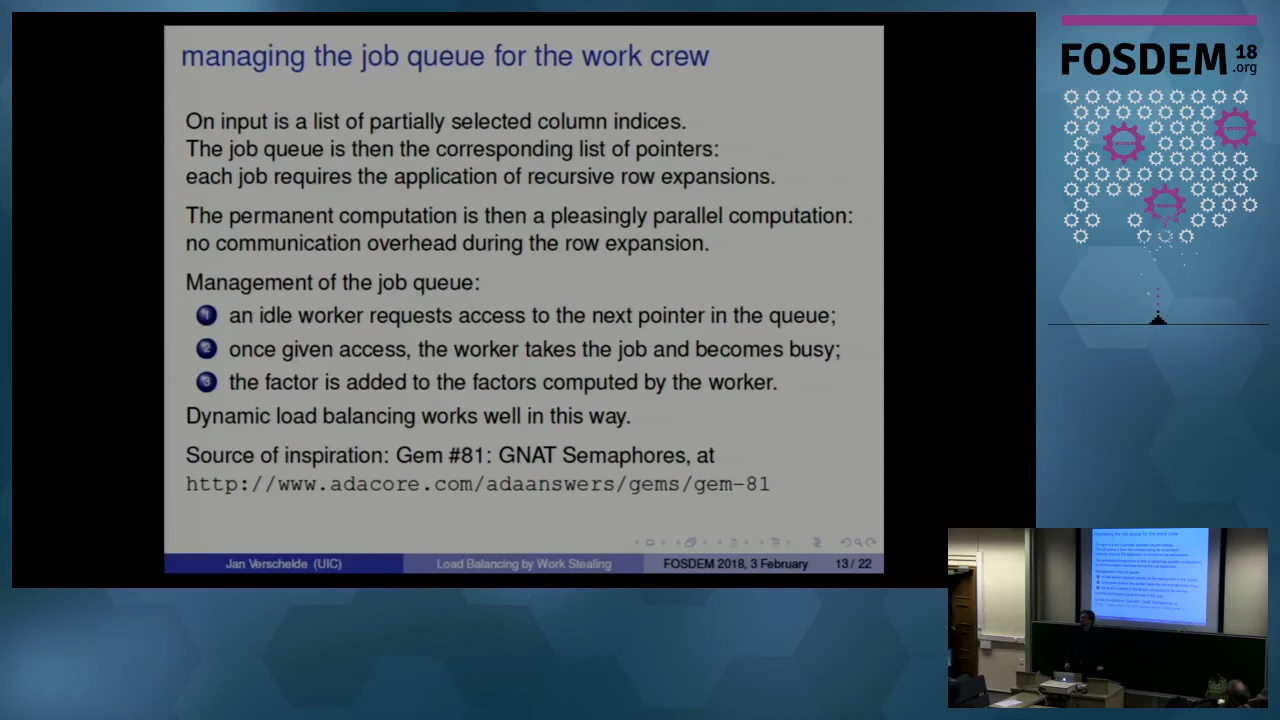 managing the job queue for the work crew
On input is a list of partially selected column indices.
The job queue is then the corresponding list of pointers:
each job requires the application of recursive row expansions.
The permanent computation is then a pleasingly parallel computation:
no communication overhead during the row expansion.
Management of the job queue:
1 an idle worker requests access to the next pointer in the queue;
2 once given access, the worker takes the job and becomes busy;
3 the factor is added to the factors computed by the worker.
Dynamic load balancing works well in this way.
Source of inspiration: Gem #81: GNAT Semaphores, at
http://www.adacore.com/adaanswers/gems/gem-81
Jan Verschelde (UIC) Load Balancing by Work Stealing FOSDEM 2018, 3 February 13 / 22
FOSDEM 18 .org